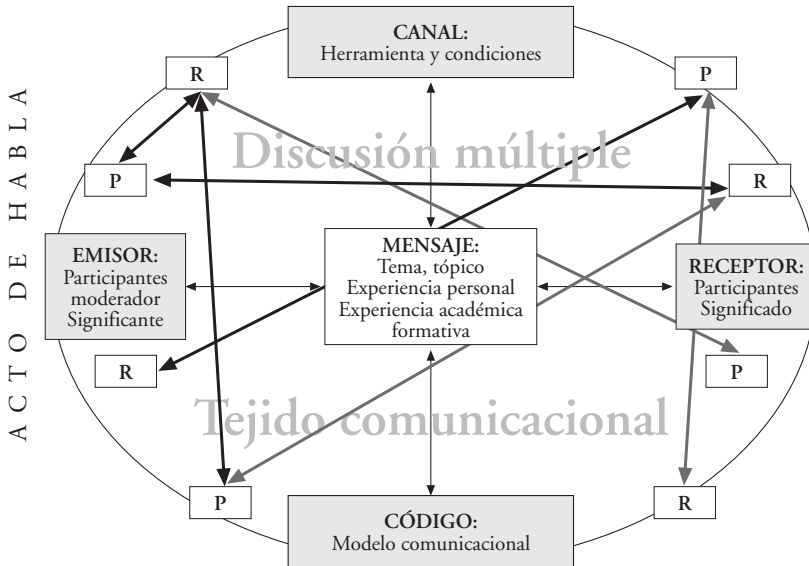 CANAL:
Herramienta y condiciones
R
P
Discusión múltiple
P
R
ACTO DE HABLA
EMISOR:
Participantes
moderador
Significante
MENSAJE:
Tema, tópico
Experiencia personal
Experiencia académica
formativa
RECEPTOR:
Participantes
Significado
R
P
Tejido comunicacional
P
R
CÓDIGO:
Modelo comunicacional